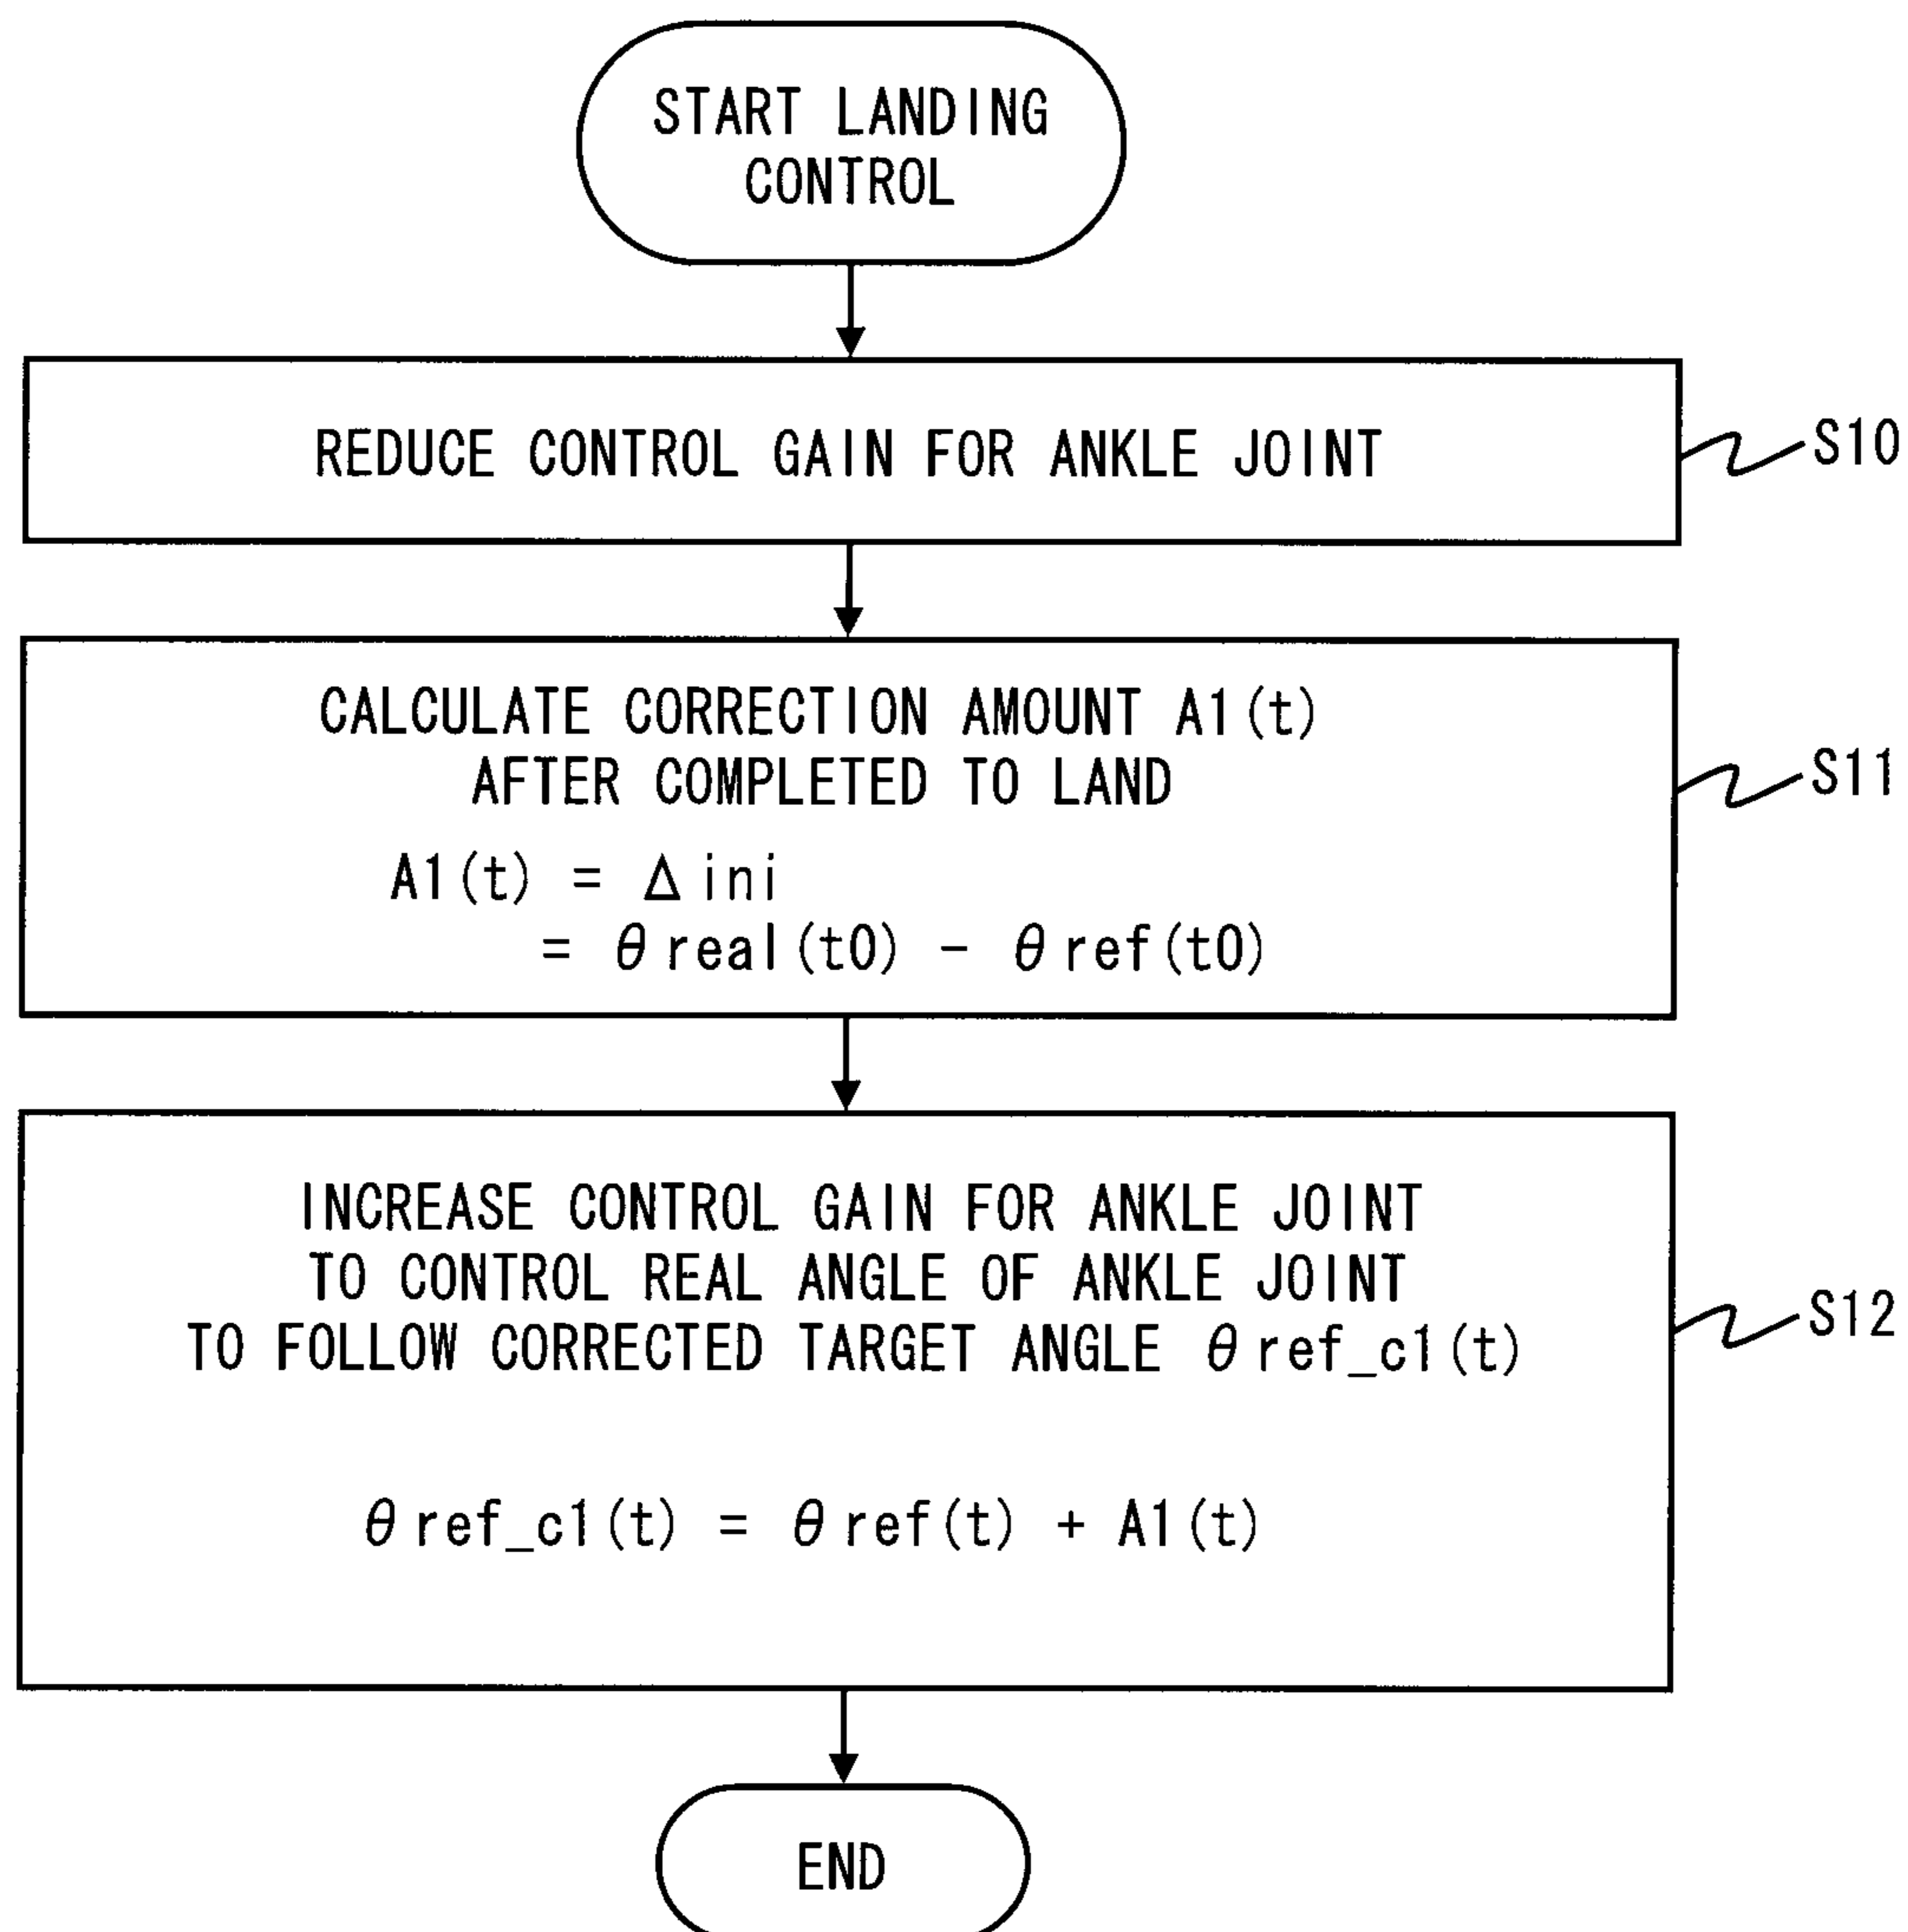 START LANDING
CONTROL
REDUCE CONTROL GAIN FOR ANKLE JOINT
S10
CALCULATE CORRECTION AMOUNT A1(t)
AFTER COMPLETED TO LAND
S11
A1(t) = Δini
= θreal(t0) - θref(t0)
INCREASE CONTROL GAIN FOR ANKLE JOINT
TO CONTROL REAL ANGLE OF ANKLE JOINT
TO FOLLOW CORRECTED TARGET ANGLE θref_c1(t)
S12
θref_c1(t) = θref(t) + A1(t)
END